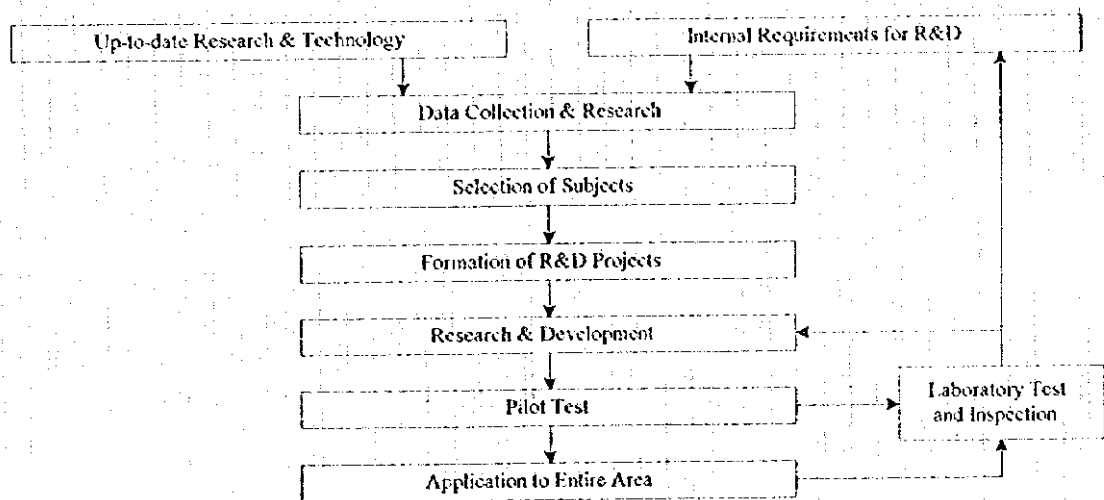 Up-to-date Research & Technology
Internal Requirements for R&D
Data Collection & Research
Selection of Subjects
Formation of R&D Projects
Research & Development
Pilot Test
Laboratory Test
and Inspection
Application to Entire Area